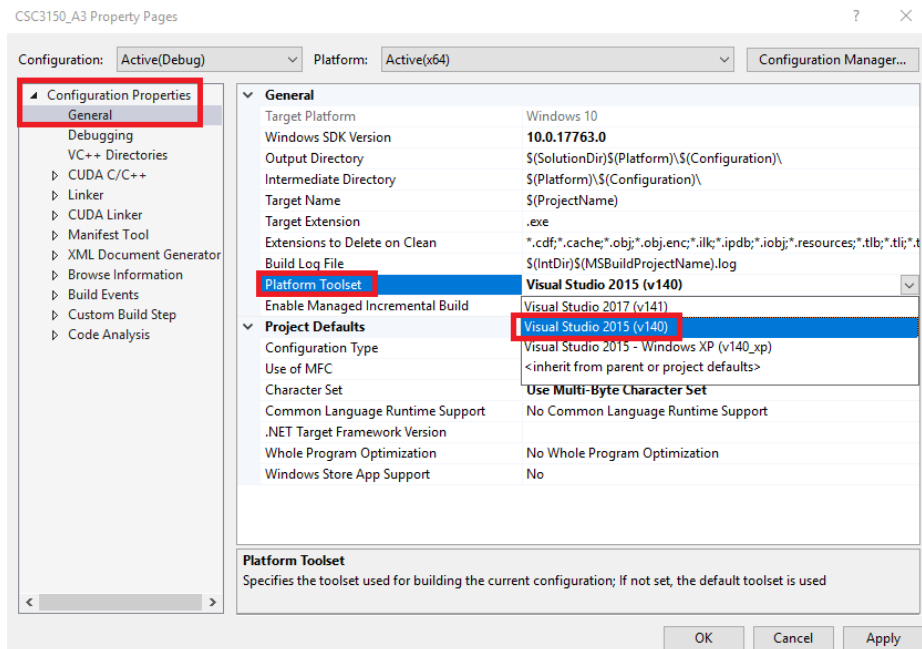 CSC3150_A3 Property Pages
? ×
Configuration: Active(Debug) Platform: Active(x64) Configuration Manager...
Configuration Properties
General
Debugging
VC++ Directories
CUDA C/C++
Linker
CUDA Linker
Manifest Tool
XML Document Generator
Browse Information
Build Events
Custom Build Step
Code Analysis
General
Target Platform Windows 10
Windows SDK Version 10.0.17763.0
Output Directory $(SolutionDir)$(Platform)\$(Configuration)\
Intermediate Directory $(Platform)\$(Configuration)\
Target Name $(ProjectName)
Target Extension .exe
Extensions to Delete on Clean *.cdf;*.cache;*.obj;*.obj.enc;*.ilk;*.ipdb;*.iobj;*.resources;*.tlb;*.tli;*.t
Build Log File $(IntDir)$(MSBuildProjectName).log
Platform Toolset Visual Studio 2015 (v140)
Enable Managed Incremental Build Visual Studio 2017 (v141)
Project Defaults Visual Studio 2015 (v140)
Configuration Type Visual Studio 2015 - Windows XP (v140_xp)
Use of MFC <inherit from parent or project defaults>
Character Set Use Multi-Byte Character Set
Common Language Runtime Support No Common Language Runtime Support
.NET Target Framework Version
Whole Program Optimization No Whole Program Optimization
Windows Store App Support No
Platform Toolset
Specifies the toolset used for building the current configuration; If not set, the default toolset is used
OK Cancel Apply